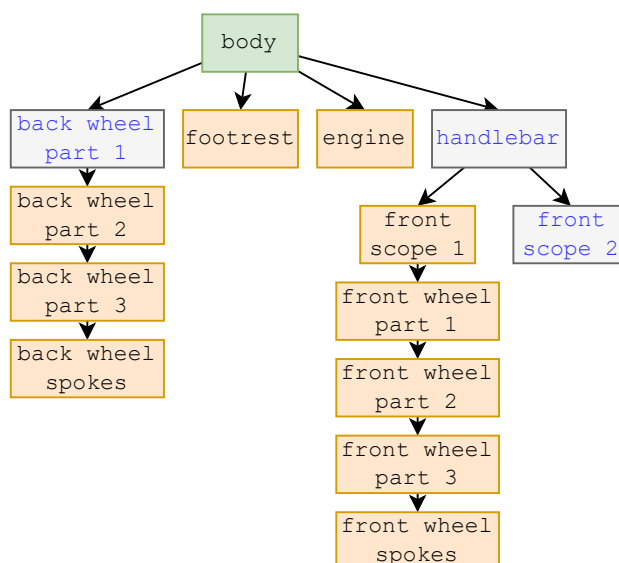 body
back wheel
part 1
footrest
engine
handlebar
back wheel
part 2
front
scope 1
front
scope 2
back wheel
part 3
front wheel
part 1
back wheel
spokes
front wheel
part 2
front wheel
part 3
front wheel
spokes